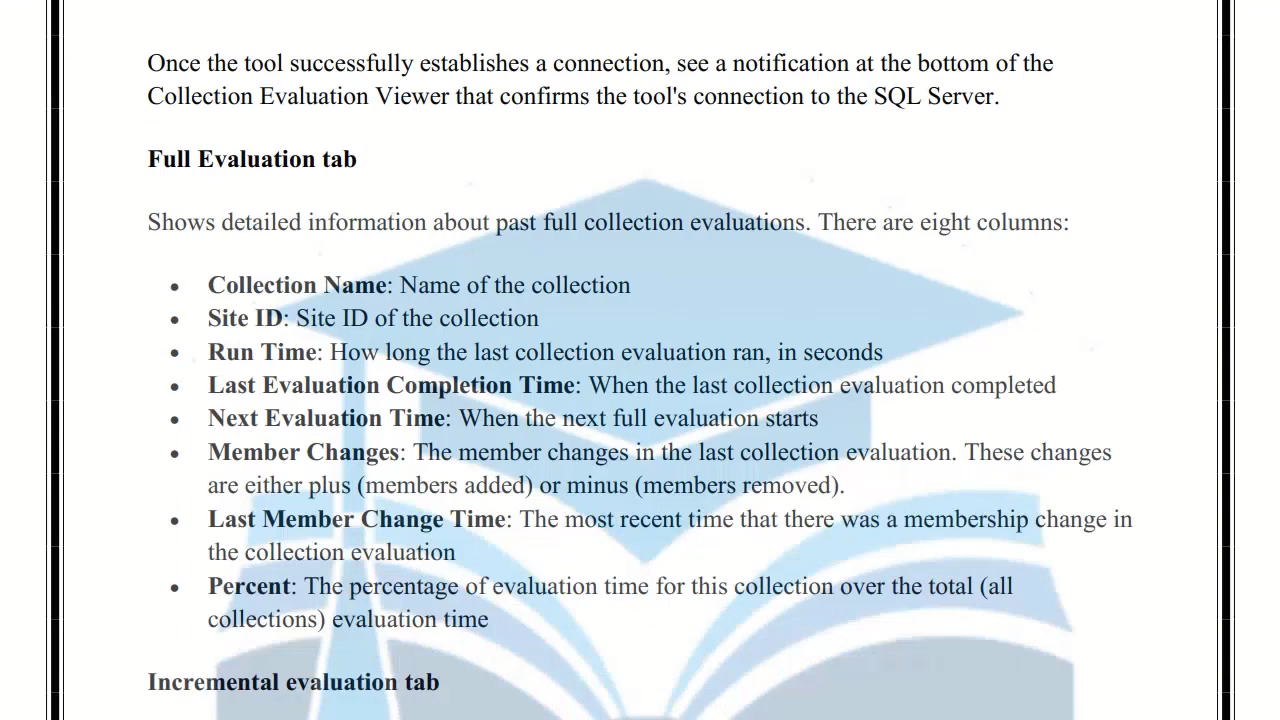 Once the tool successfully establishes a connection, see a notification at the bottom of the
Collection Evaluation Viewer that confirms the tool's connection to the SQL Server.
Full Evaluation tab
Shows detailed information about past full collection evaluations. There are eight columns:
• Collection Name: Name of the collection
• Site ID: Site ID of the collection
• Run Time: How long the last collection evaluation ran, in seconds
• Last Evaluation Completion Time: When the last collection evaluation completed
• Next Evaluation Time: When the next full evaluation starts
• Member Changes: The member changes in the last collection evaluation. These changes
are either plus (members added) or minus (members removed).
• Last Member Change Time: The most recent time that there was a membership change in
the collection evaluation
• Percent: The percentage of evaluation time for this collection over the total (all
collections) evaluation time
Incremental evaluation tab